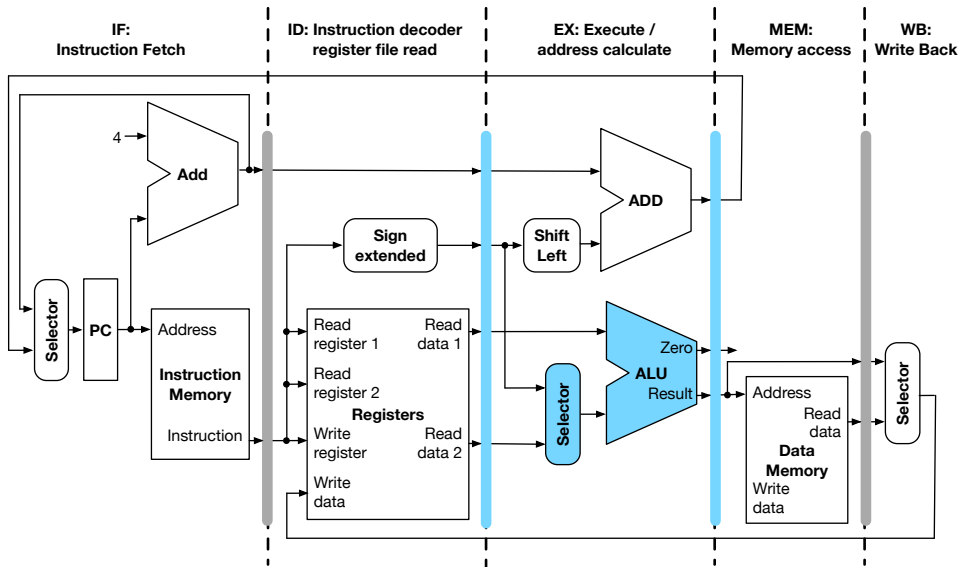 IF:
Instruction Fetch
ID: Instruction decoder
register file read
EX: Execute /
address calculate
MEM:
Memory access
WB:
Write Back
4
Add
ADD
Sign
extended
Shift
Left
Selector
PC
Address
Instruction
Memory
Instruction
Read
register 1
Read
data 1
Read
register 2
Registers
Write
register
Read
data 2
Write
data
Selector
Zero
ALU
Result
Address
Read
data
Data
Memory
Write
data
Selector